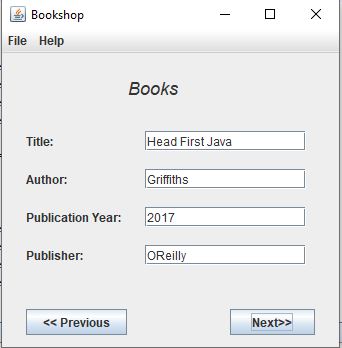 Bookshop
File Help
Books
Title: Head First Java
Author: Griffiths
Publication Year: 2017
Publisher: OReilly
<< Previous Next>>